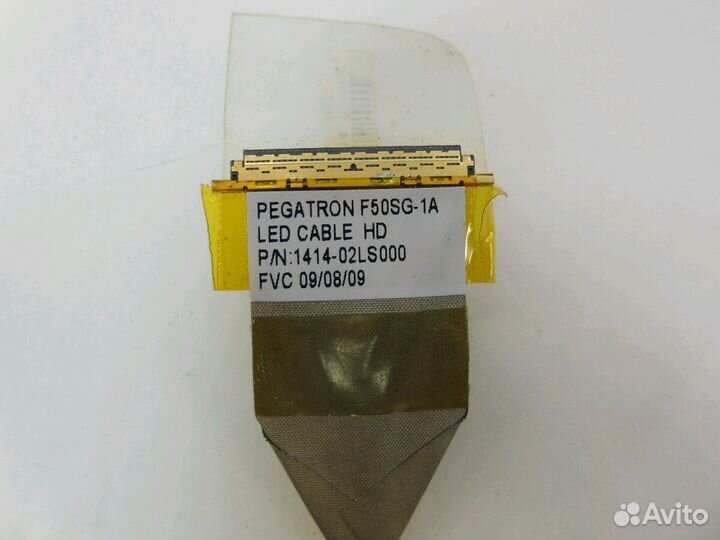 PEGATRON F50SG-1A
LED CABLE HD
P/N:1414-02LS000
FVC 09/08/09
Avito